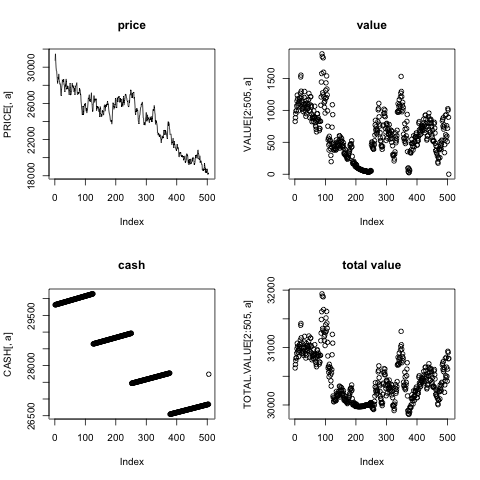 price
PRICE[, a]
18000 22000 26000 30000
0 100 200 300 400 500
Index
value
VALUE[2:505, a]
0 500 1000 1500
0 100 200 300 400 500
Index
cash
CASH[, a]
26500 28000 29500
0 100 200 300 400 500
Index
total value
TOTAL.VALUE[2:505, a]
30000 31000 32000
0 100 200 300 400 500
Index